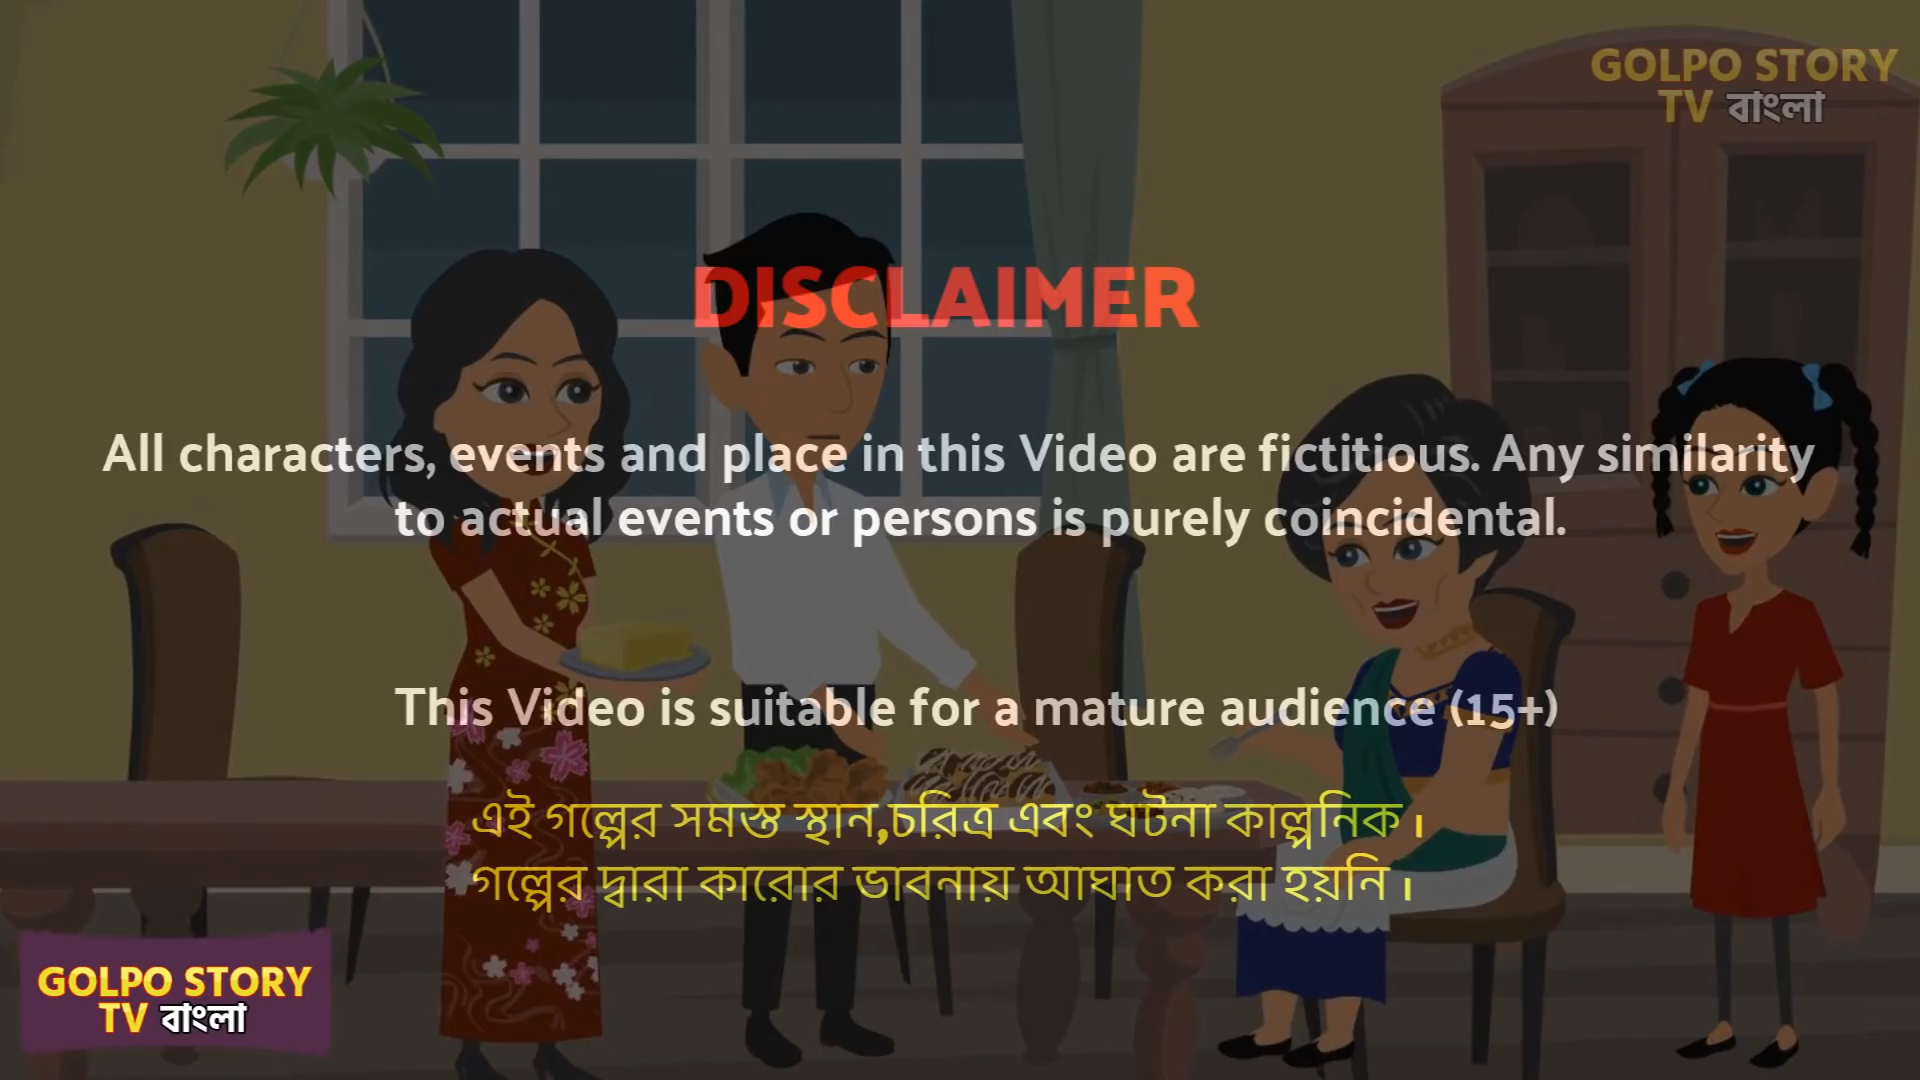 GOLPO STORY
TV বাংলা
DISCLAIMER
All characters, events and place in this Video are fictitious. Any similarity
to actual events or persons is purely coincidental.
This Video is suitable for a mature audience (15+)
এই গল্পের সমস্ত স্থান,চরিত্র এবং ঘটনা কাল্পনিক ।
গল্পের দ্বারা কারোর ভাবনায় আঘাত করা হয়নি ।
GOLPO STORY
TV বাংলা